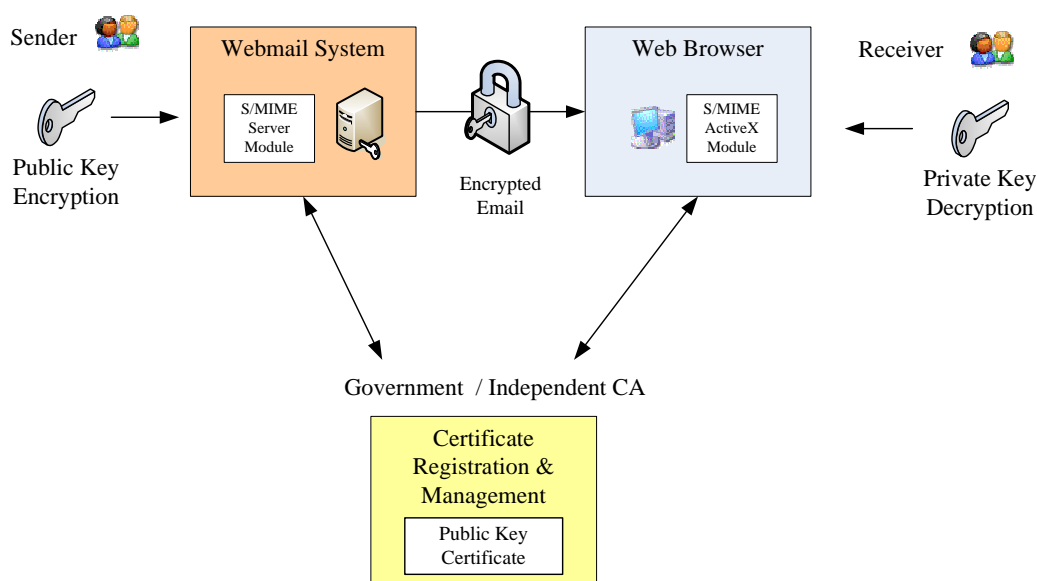 Sender
Public Key
Encryption
Webmail System
S/MIME
Server
Module
Encrypted
Email
Web Browser
S/MIME
ActiveX
Module
Receiver
Private Key
Decryption
Government / Independent CA
Certificate
Registration &
Management
Public Key
Certificate